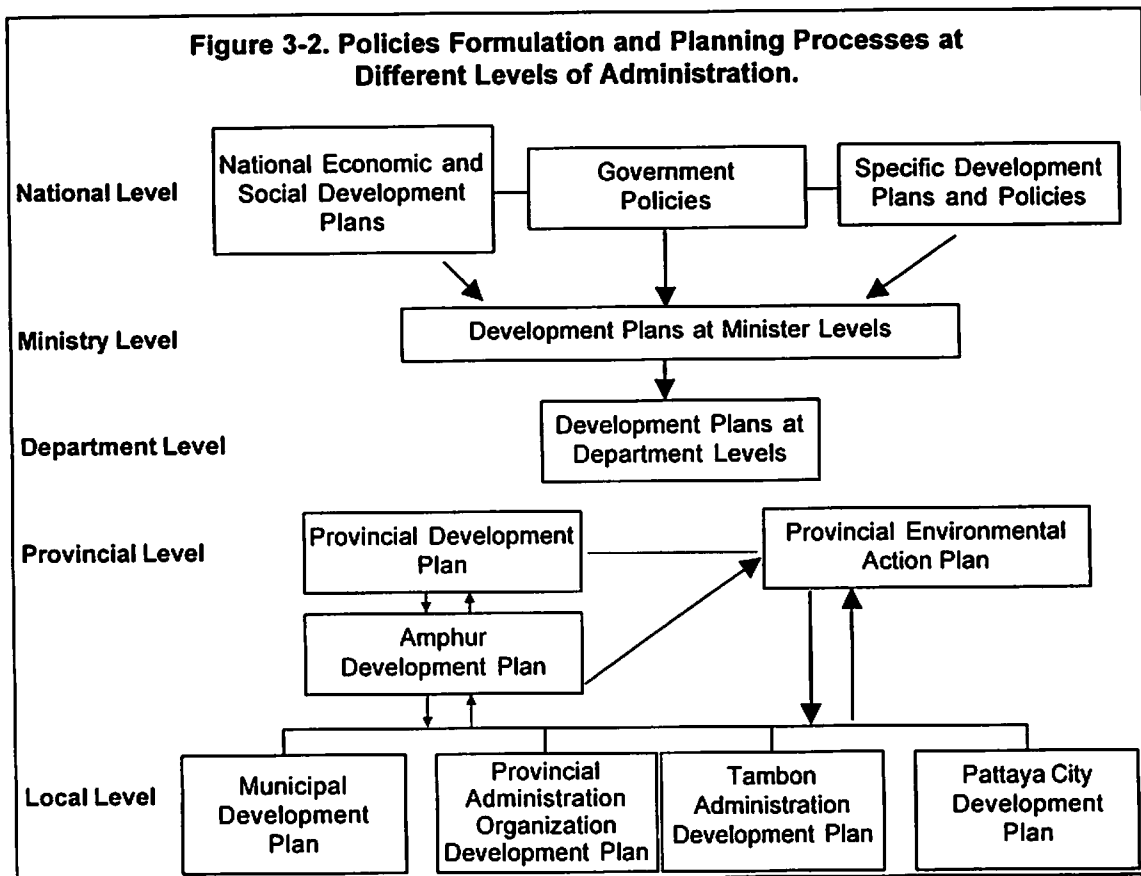 Figure 3-2. Policies Formulation and Planning Processes at
Different Levels of Administration.
National Level
National Economic and
Social Development
Plans
Government
Policies
Specific Development
Plans and Policies
Ministry Level
Development Plans at Minister Levels
Department Level
Development Plans at
Department Levels
Provincial Level
Provincial Development
Plan
Provincial Environmental
Action Plan
Amphur
Development Plan
Local Level
Municipal
Development
Plan
Provincial
Administration
Organization
Development Plan
Tambon
Administration
Development Plan
Pattaya City
Development
Plan